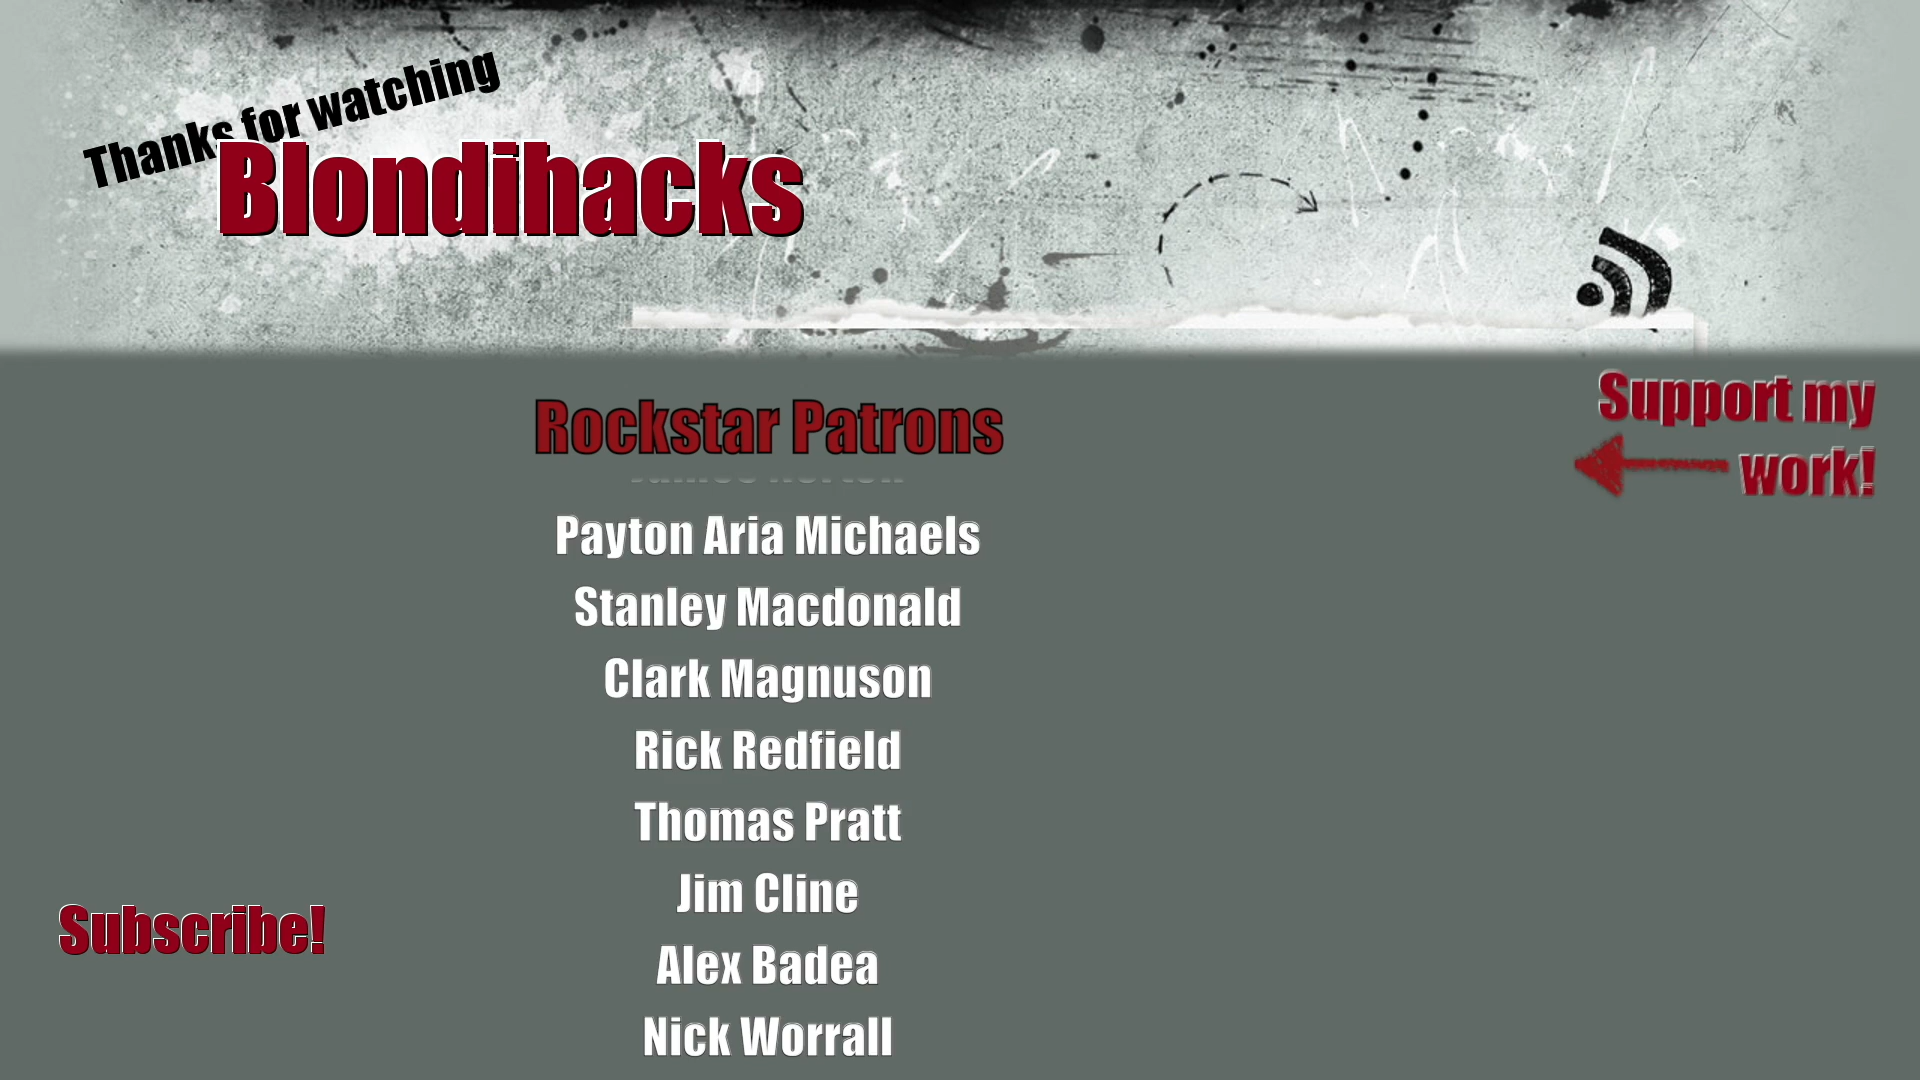 Thanks for watching
Blondihacks
Rockstar Patrons
Support my
work!
Payton Aria Michaels
Stanley Macdonald
Clark Magnuson
Rick Redfield
Thomas Pratt
Jim Cline
Alex Badea
Subscribe!
Nick Worrall